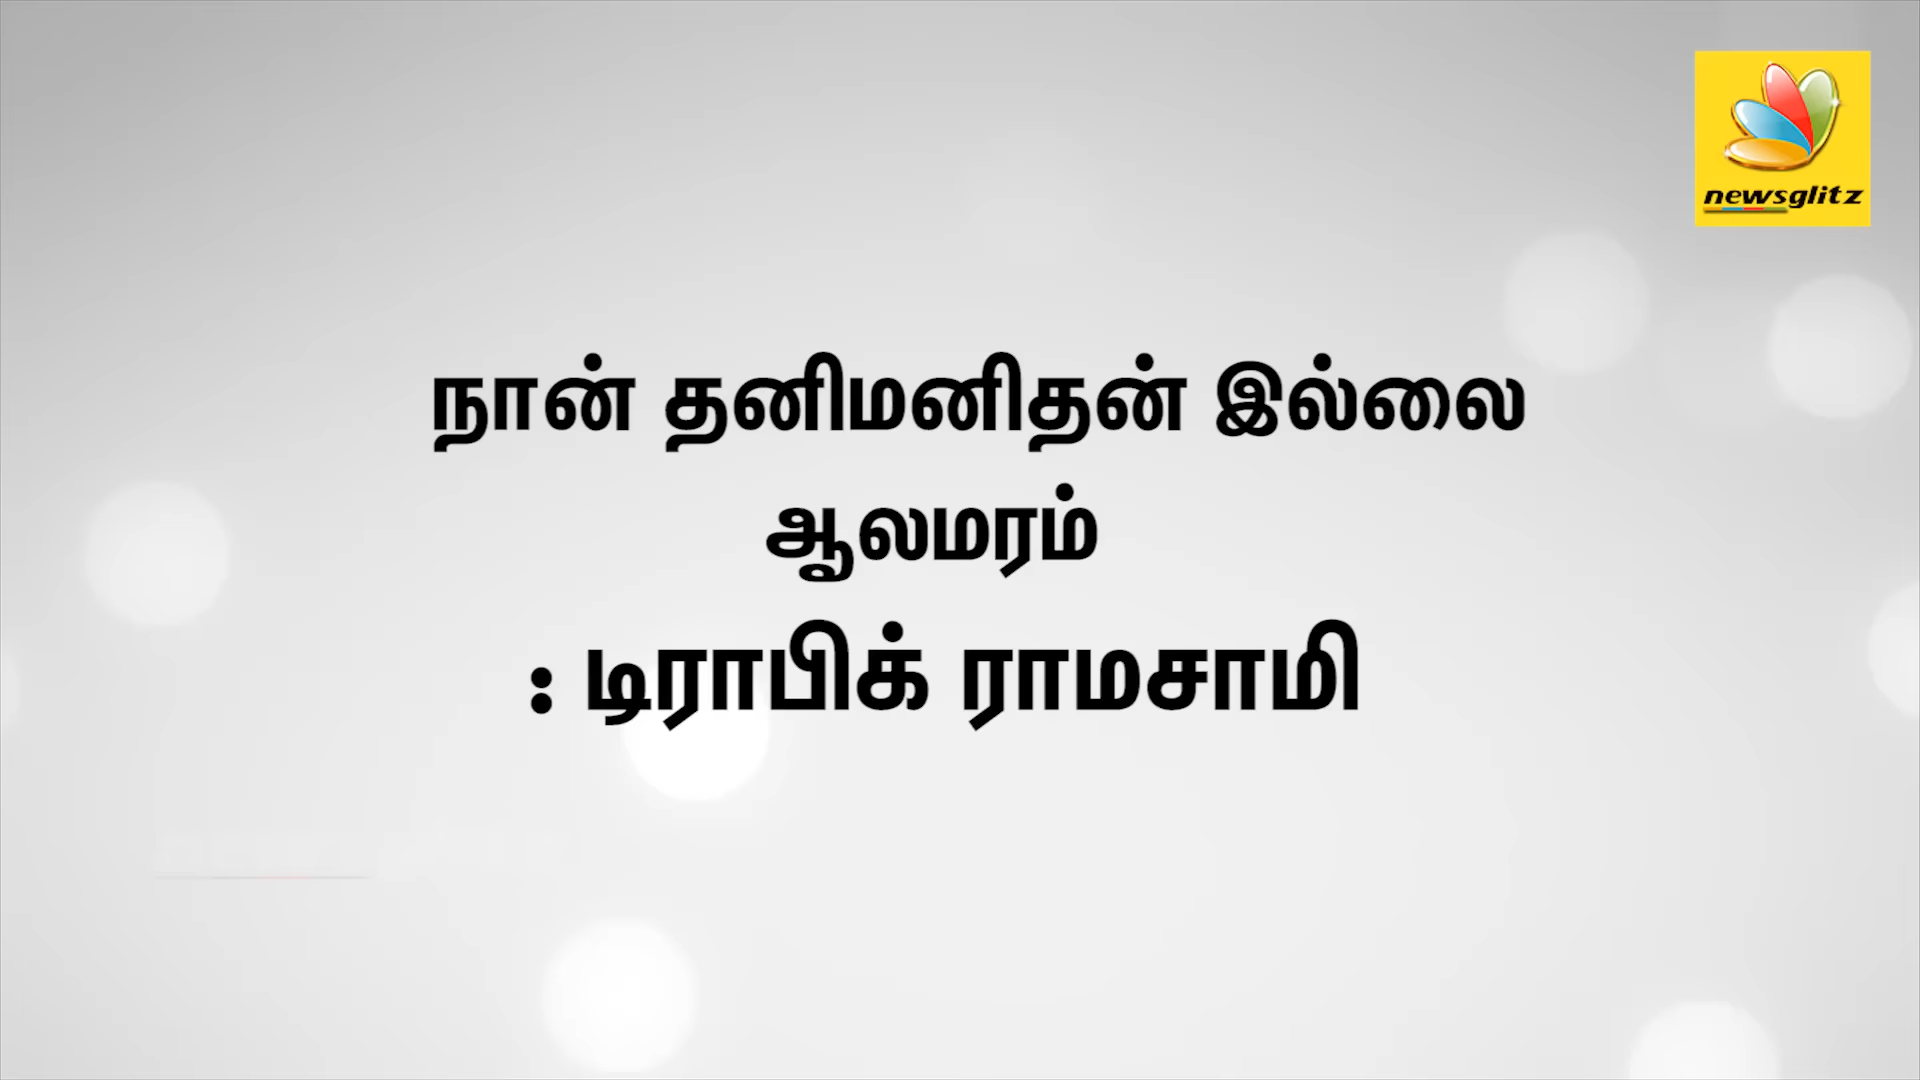 newsglitz
நான் தனிமனிதன் இல்லை
ஆலமரம்
: டிராபிக் ராமசாமி